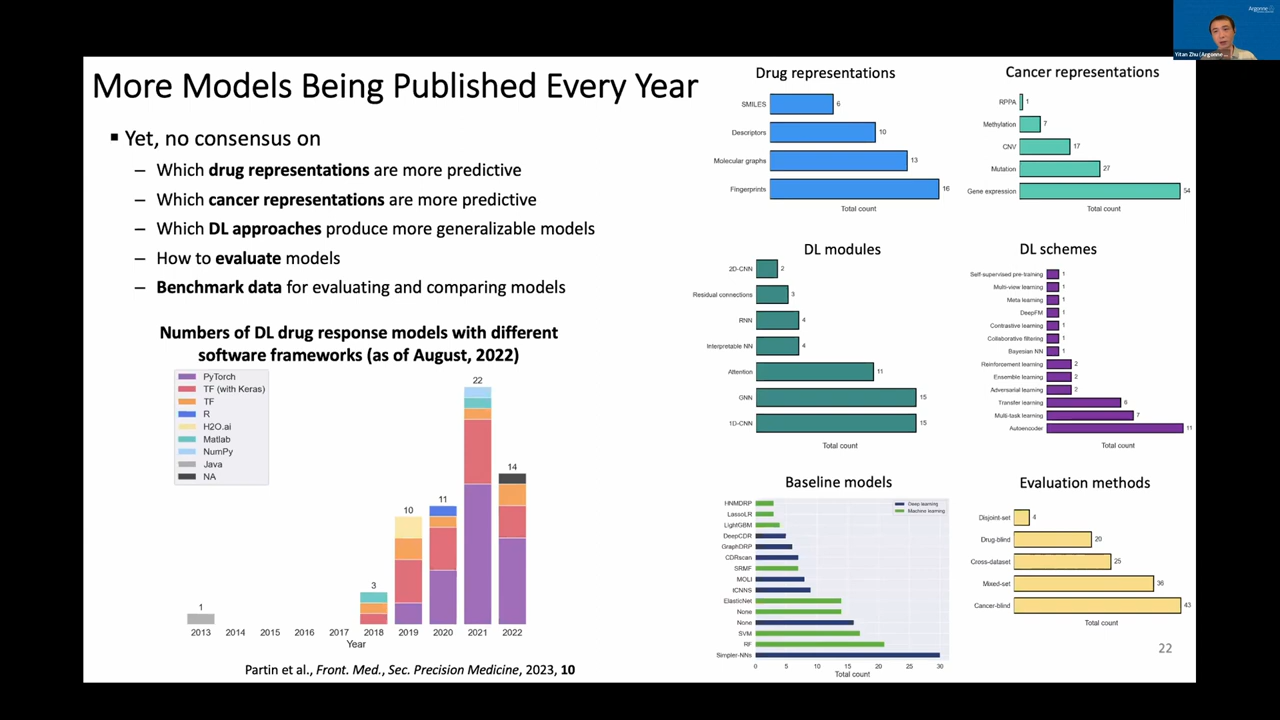 More Models Being Published Every Year
▪ Yet, no consensus on
– Which drug representations are more predictive
– Which cancer representations are more predictive
– Which DL approaches produce more generalizable models
– How to evaluate models
– Benchmark data for evaluating and comparing models
Numbers of DL drug response models with different
software frameworks (as of August, 2022)
PyTorch
TF (with Keras)
TF
R
H2O.ai
Matlab
NumPy
Java
NA
1
3
10
11
22
14
2013 2014 2015 2016 2017 2018 2019 2020 2021 2022
Year
Partin et al., Front. Med., Sec. Precision Medicine, 2023, 10
Drug representations
SMILES 6
Descriptors 10
Molecular graphs 13
Fingerprints 16
Total count
Cancer representations
RPPA 1
Methylation 7
CNV 17
Mutation 27
Gene expression 54
Total count
DL modules
2D-CNN 2
Residual connections 3
RNN 4
Interpretable NN 4
Attention 11
GNN 15
1D-CNN 15
Total count
DL schemes
Self-supervised pre-training 1
Multi-view learning 1
Meta learning 1
DeepFM 1
Contrastive learning 1
Collaborative filtering 1
Bayesian NN 1
Reinforcement learning 2
Ensemble learning 2
Adversarial learning 2
Transfer learning 6
Multi-task learning 7
Autoencoder 11
Total count
Baseline models
Deep learning
Machine learning
HNMDRP
LassoLR
LightGBM
DeepCDR
GraphDRP
CDRscan
SRMF
MOLI
tCNNS
ElasticNet
None
None
SVM
RF
Simpler-NNs
0 5 10 15 20 25 30
Total count
Evaluation methods
Disjoint-set 4
Drug-blind 20
Cross-dataset 25
Mixed-set 36
Cancer-blind 43
Total count
22
Argonne
Yitan Zhu (Argonne ...